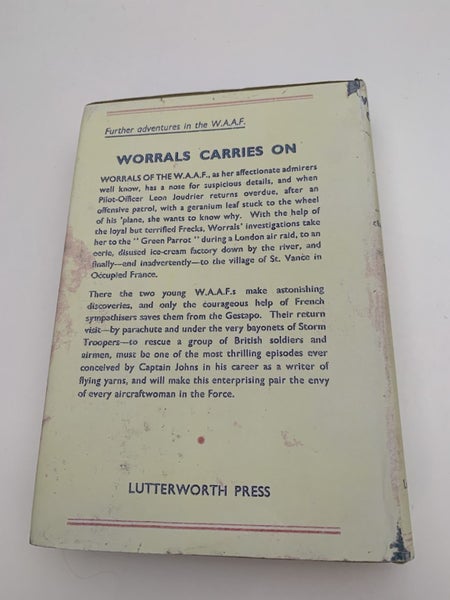 Further adventures in the W.A.A.F.
WORRALS CARRIES ON
WORRALS OF THE W.A.A.F., as her affectionate admirers
well know, has a nose for suspicious details, and when
Pilot-Officer Leon Joudrier returns overdue, after an
offensive patrol, with a geranium leaf stuck to the wheel
of his 'plane, she wants to know why. With the help of
the loyal but terrified Frecks, Worrals' investigations take
her to the "Green Parrot" during a London air raid, to an
eerie, disused ice-cream factory down by the river, and
finally—and inadvertently—to the village of St. Vance in
Occupied France.
There the two young W.A.A.F.s make astonishing
discoveries, and only the courageous help of French
sympathisers saves them from the Gestapo. Their return
visit—by parachute and under the very bayonets of Storm
Troopers—to rescue a group of British soldiers and
airmen, must be one of the most thrilling episodes ever
conceived by Captain Johns in his career as a writer of
flying yarns, and will make this enterprising pair the envy
of every aircraftwoman in the Force.
LUTTERWORTH PRESS